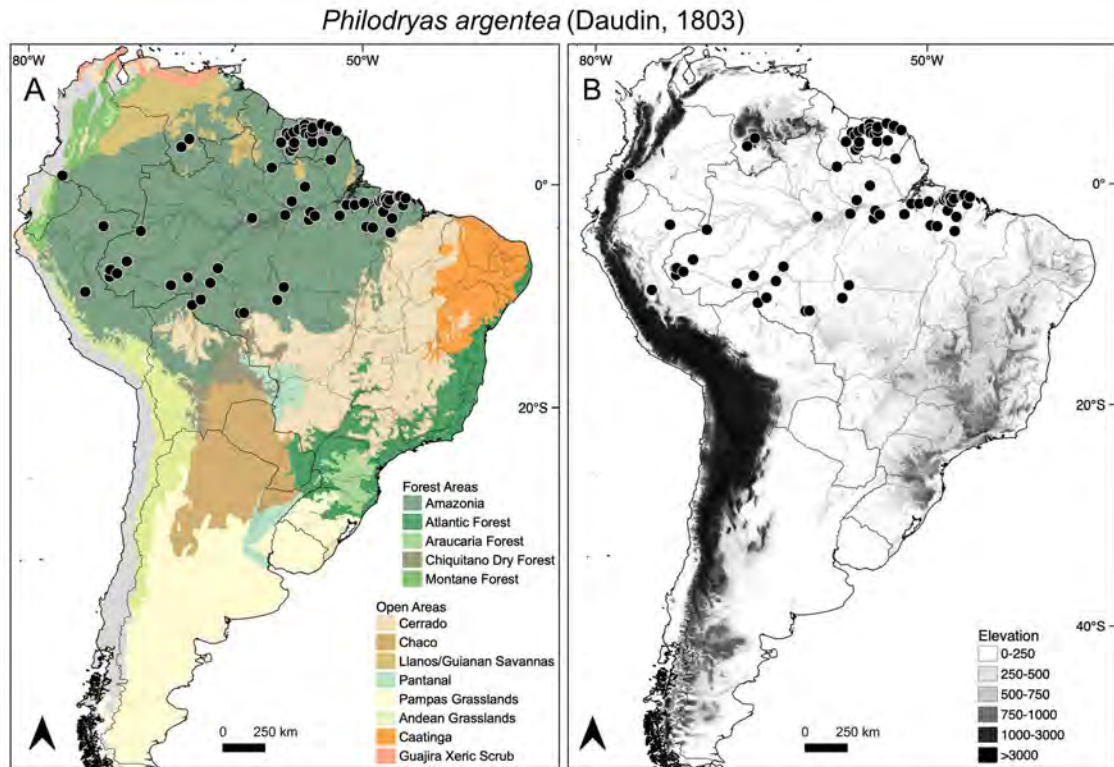 Philodryas argentea (Daudin, 1803)
80°W
50°W
A
0°
20°S
Forest Areas
Amazonia
Atlantic Forest
Araucaria Forest
Chiquitano Dry Forest
Montane Forest
Open Areas
Cerrado
Chaco
Llanos/Guianan Savannas
Pantanal
Pampas Grasslands
Andean Grasslands
Caatinga
Guajira Xeric Scrub
0 250 km
80°W
50°W
B
0°
20°S
40°S
Elevation
0-250
250-500
500-750
750-1000
1000-3000
>3000
0 250 km